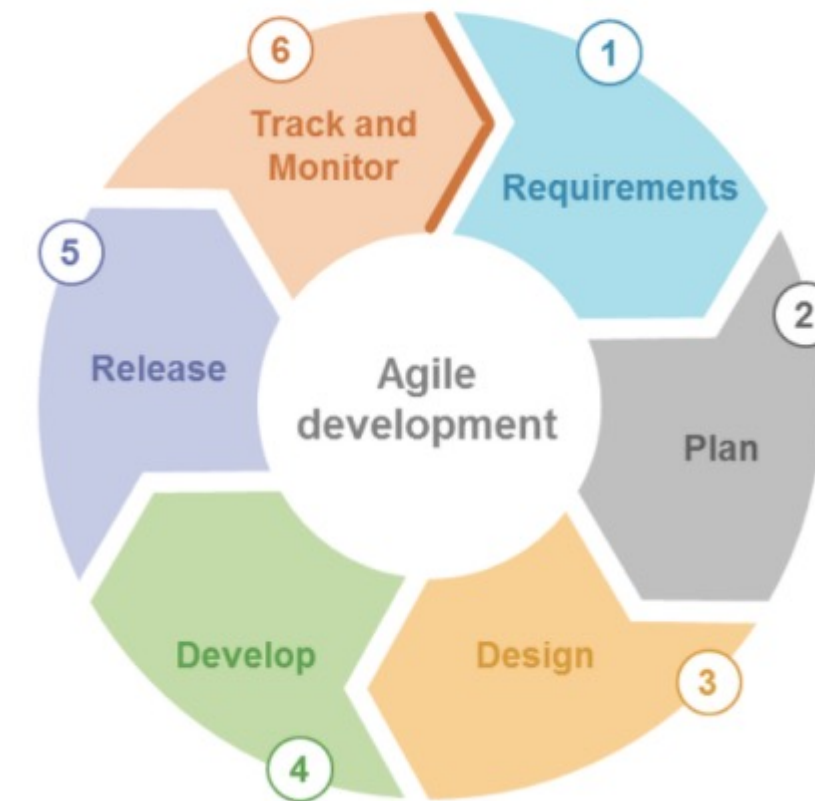 1
Requirements
2
Plan
3
Design
4
Develop
5
Release
6
Track and
Monitor
Agile
development